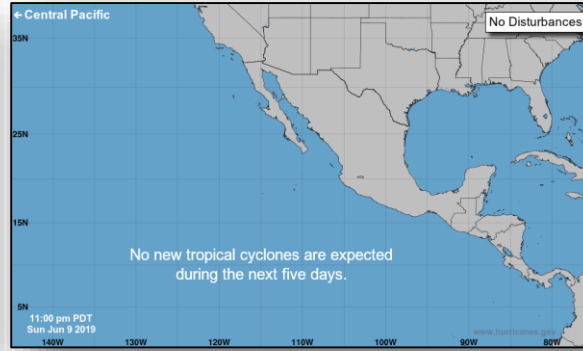 ←Central Pacific
No Disturbances
35N
25N
15N
No new tropical cyclones are expected
during the next five days.
5N
11:00 pm PDT
Sun Jun 9 2019
www.hurricanes.gov
140W 130W 120W 110W 100W 90W 80W